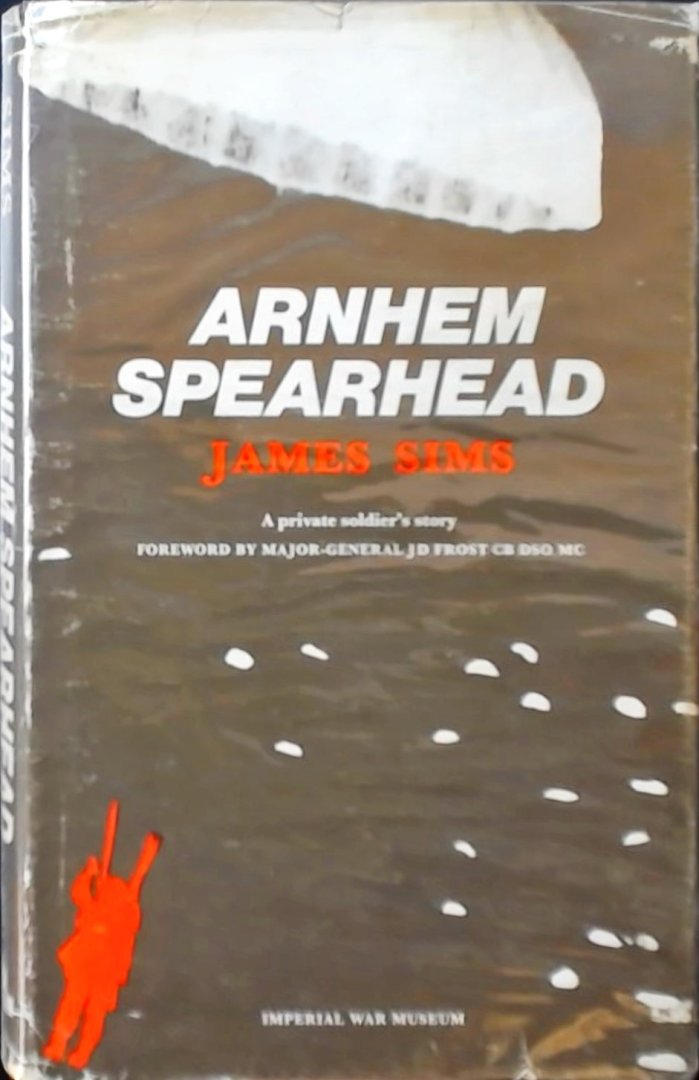 ARNHEM
SPEARHEAD
JAMES SIMS
A private soldier's story
FOREWORD BY MAJOR-GENERAL J D FROST CB DSO MC
IMPERIAL WAR MUSEUM
SIMS ARNHEM SPEARHEAD